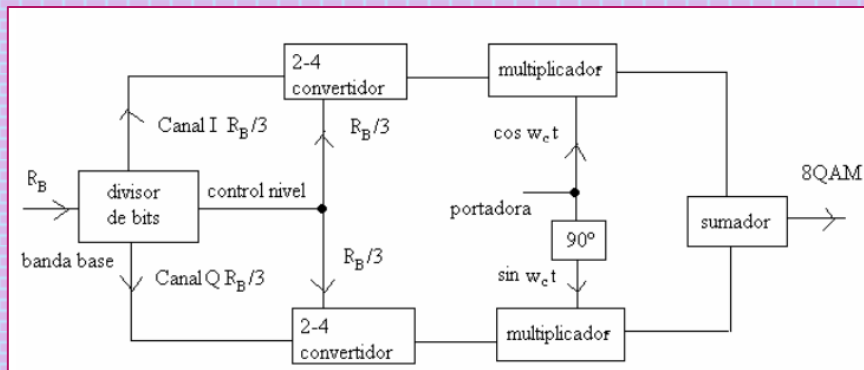 2-4
convertidor
multiplicador
Canal I R_B/3
R_B/3
cos w_c t
R_B
divisor
de bits
control nivel
portadora
8QAM
sumador
90º
banda base
Canal Q R_B/3
R_B/3
sin w_c t
2-4
convertidor
multiplicador